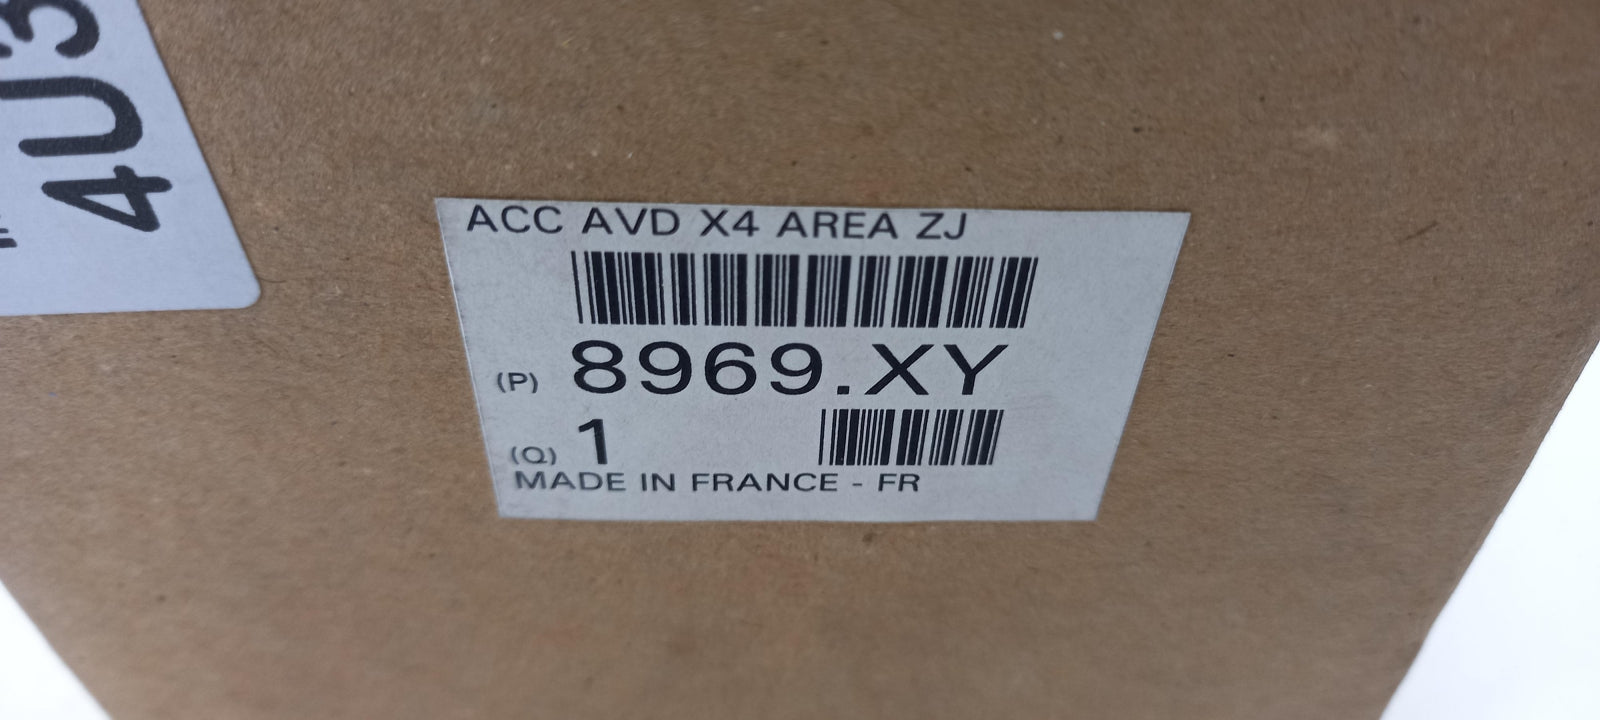 4U3
ACC AVD X4 AREA ZJ
(P) 8969.XY
(Q) 1
MADE IN FRANCE - FR